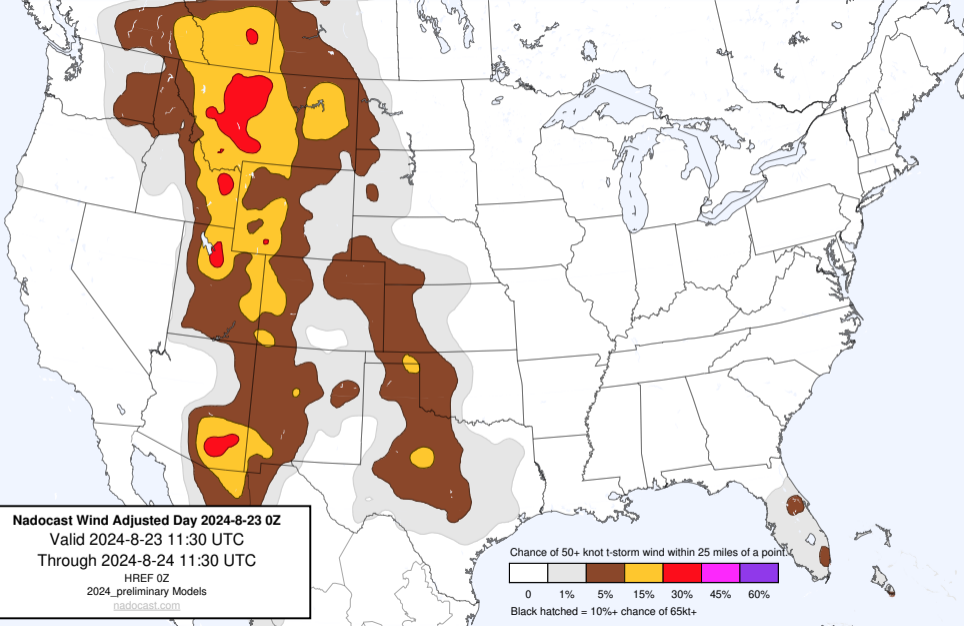 Nadocast Wind Adjusted Day 2024-8-23 0Z
Valid 2024-8-23 11:30 UTC
Through 2024-8-24 11:30 UTC
HREF 0Z
2024_preliminary Models
nadocast.com
Chance of 50+ knot t-storm wind within 25 miles of a point.
0 1% 5% 15% 30% 45% 60%
Black hatched = 10%+ chance of 65kt+